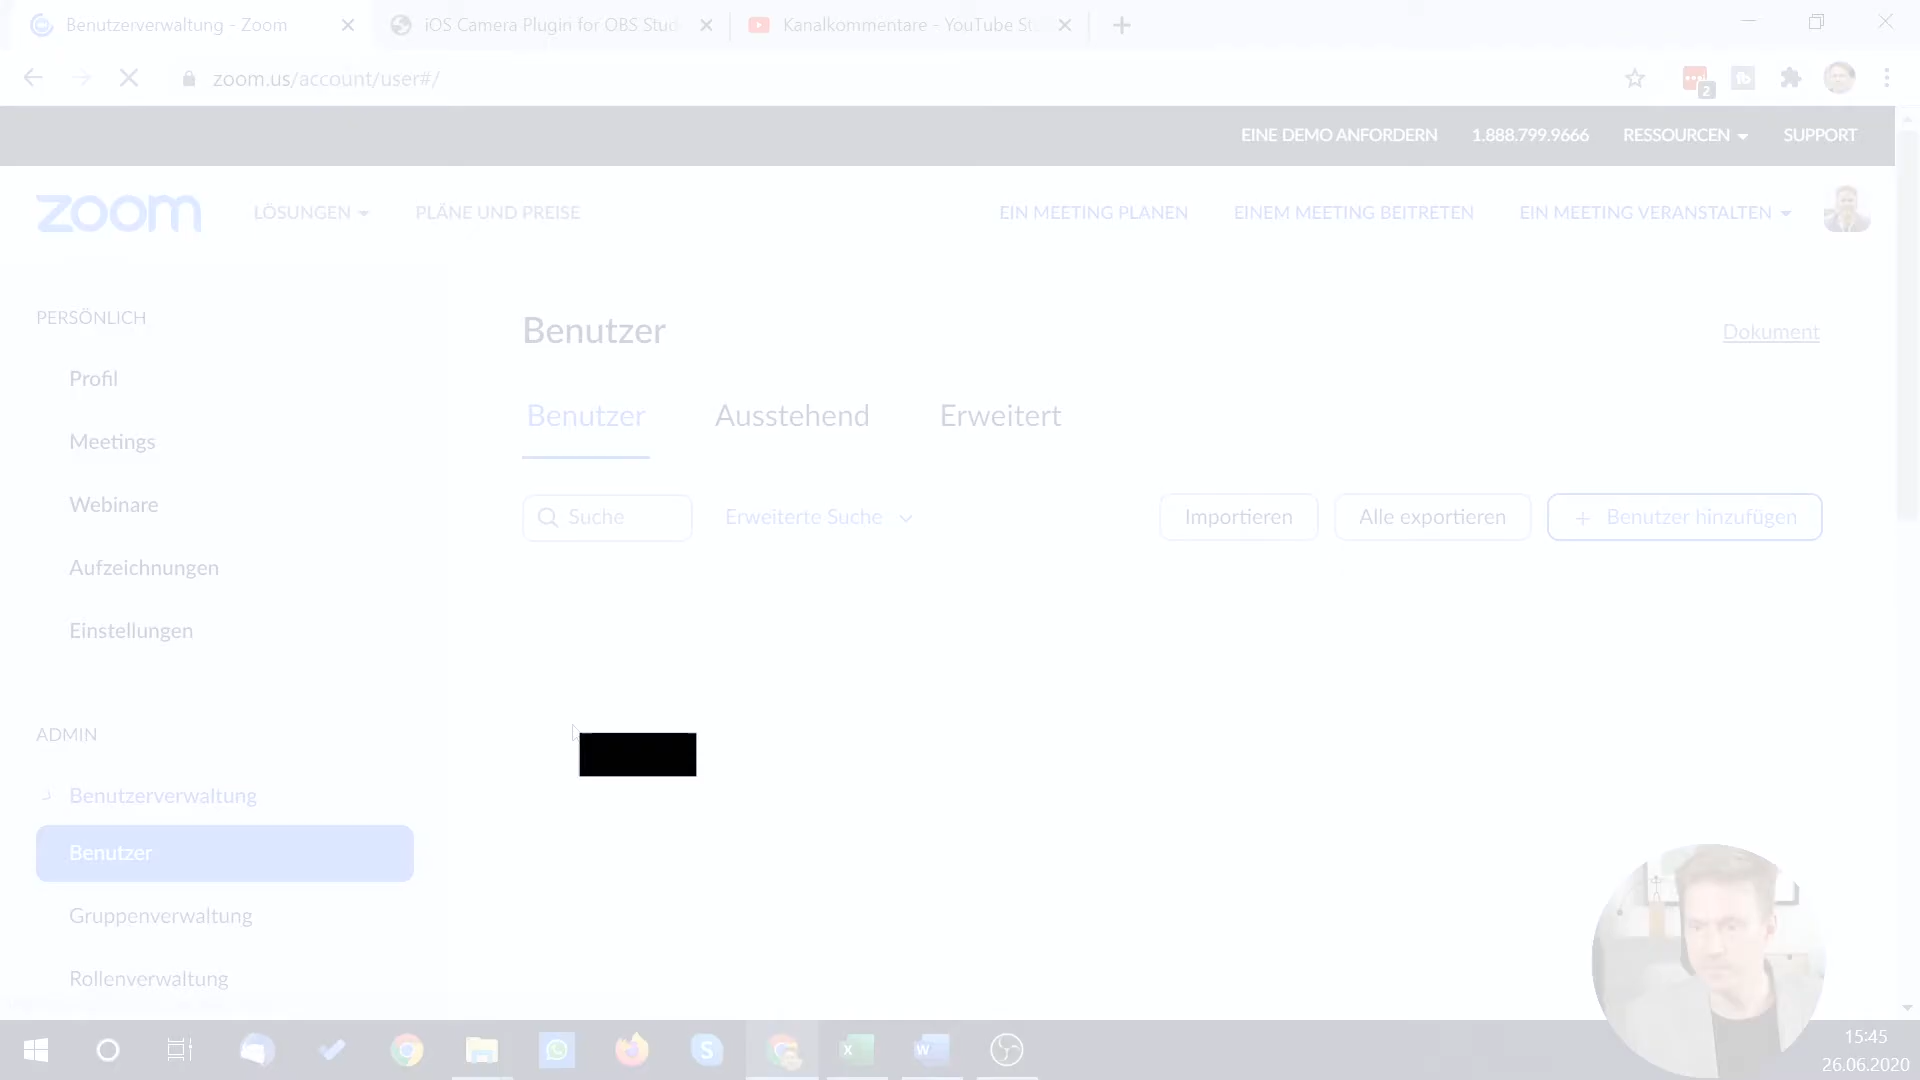 Benutzerverwaltung - Zoom
iOS Camera Plugin for OBS Stud
Kanalkommentare - YouTube St
zoom.us/account/user#/
2
EINE DEMO ANFORDERN 1.888.799.9666 RESSOURCEN SUPPORT
zoom LÖSUNGEN PLÄNE UND PREISE EIN MEETING PLANEN EINEM MEETING BEITRETEN EIN MEETING VERANSTALTEN
PERSÖNLICH
Profil
Meetings
Webinare
Aufzeichnungen
Einstellungen
ADMIN
Benutzerverwaltung
Benutzer
Gruppenverwaltung
Rollenverwaltung
Benutzer
Dokument
Benutzer Ausstehend Erweitert
Suche Erweiterte Suche Importieren Alle exportieren + Benutzer hinzufügen
15:45
26.06.2020